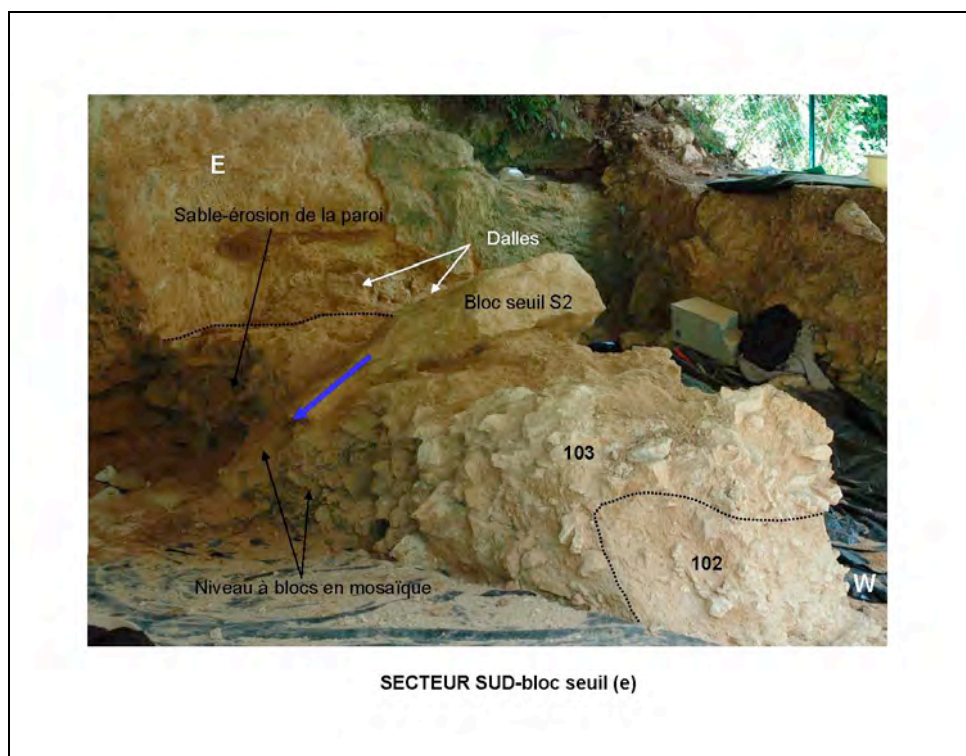 E
Sable-érosion de la paroi
Dalles
Bloc seuil S2
103
102
Niveau à blocs en mosaïque
W
SECTEUR SUD-bloc seuil (e)